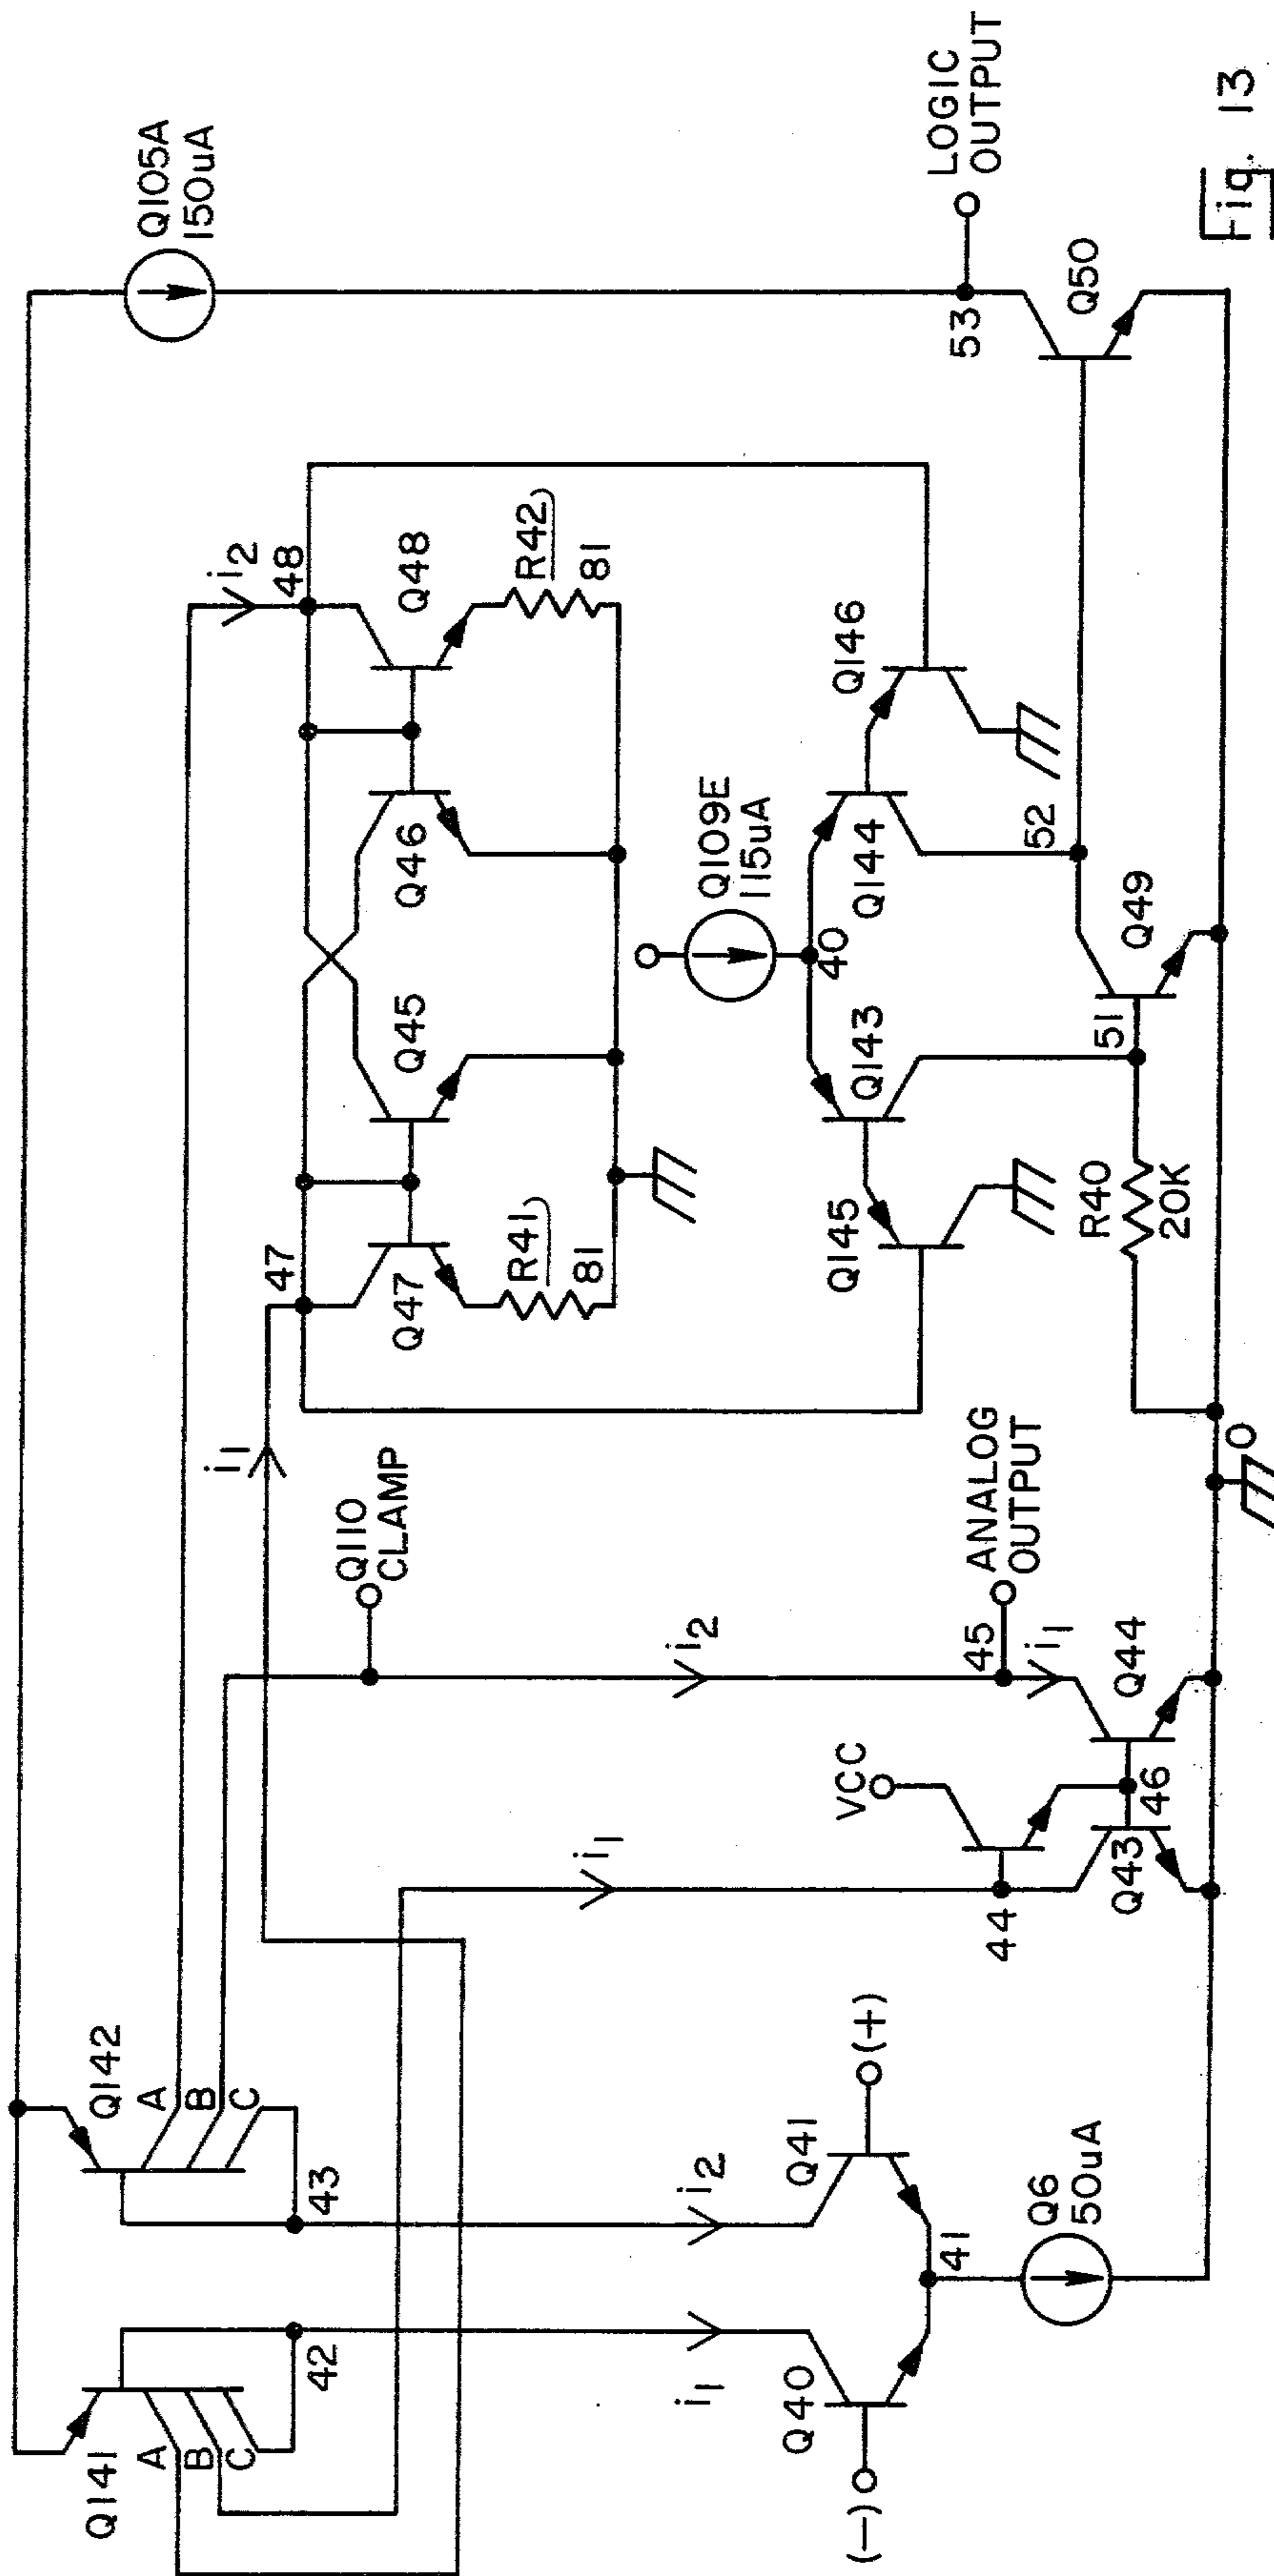 Q141
A
B
C
42
Q142
A
B
C
43
i1
i2
Q40
Q41
(–)
(+)
41
Q6
50uA
i1
44
VCC
Q43
46
Q44
i2
45
i1
ANALOG
OUTPUT
Q110
CLAMP
i1
47
Q47
R41
81
Q45
Q46
Q48
R42
81
i2
48
Q109E
115uA
40
Q145
Q143
Q144
Q146
R40
20K
51
Q49
52
0
Q105A
150uA
53
LOGIC
OUTPUT
Q50
Fig. 13